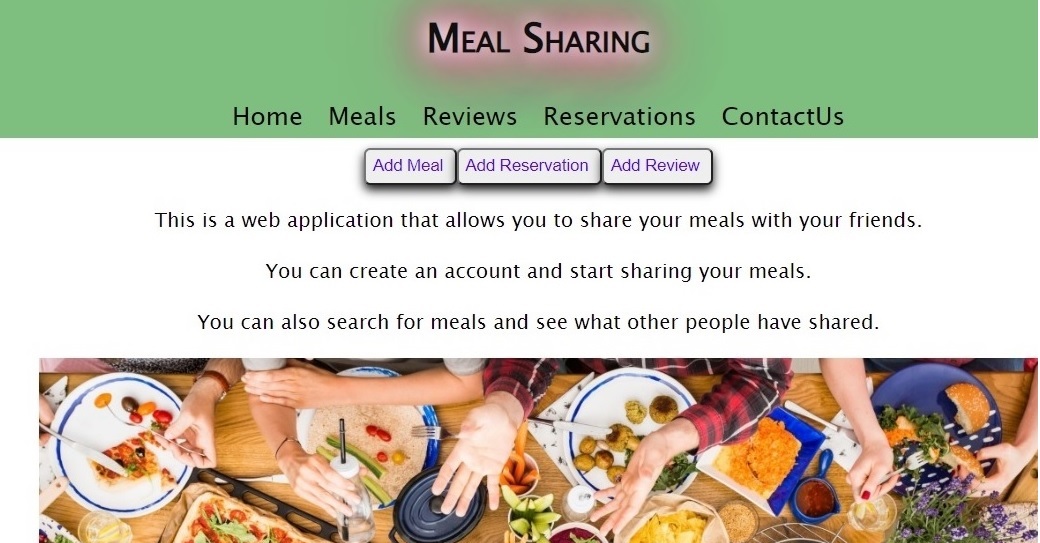 Meal Sharing
Home Meals Reviews Reservations ContactUs
Add Meal Add Reservation Add Review
This is a web application that allows you to share your meals with your friends.
You can create an account and start sharing your meals.
You can also search for meals and see what other people have shared.